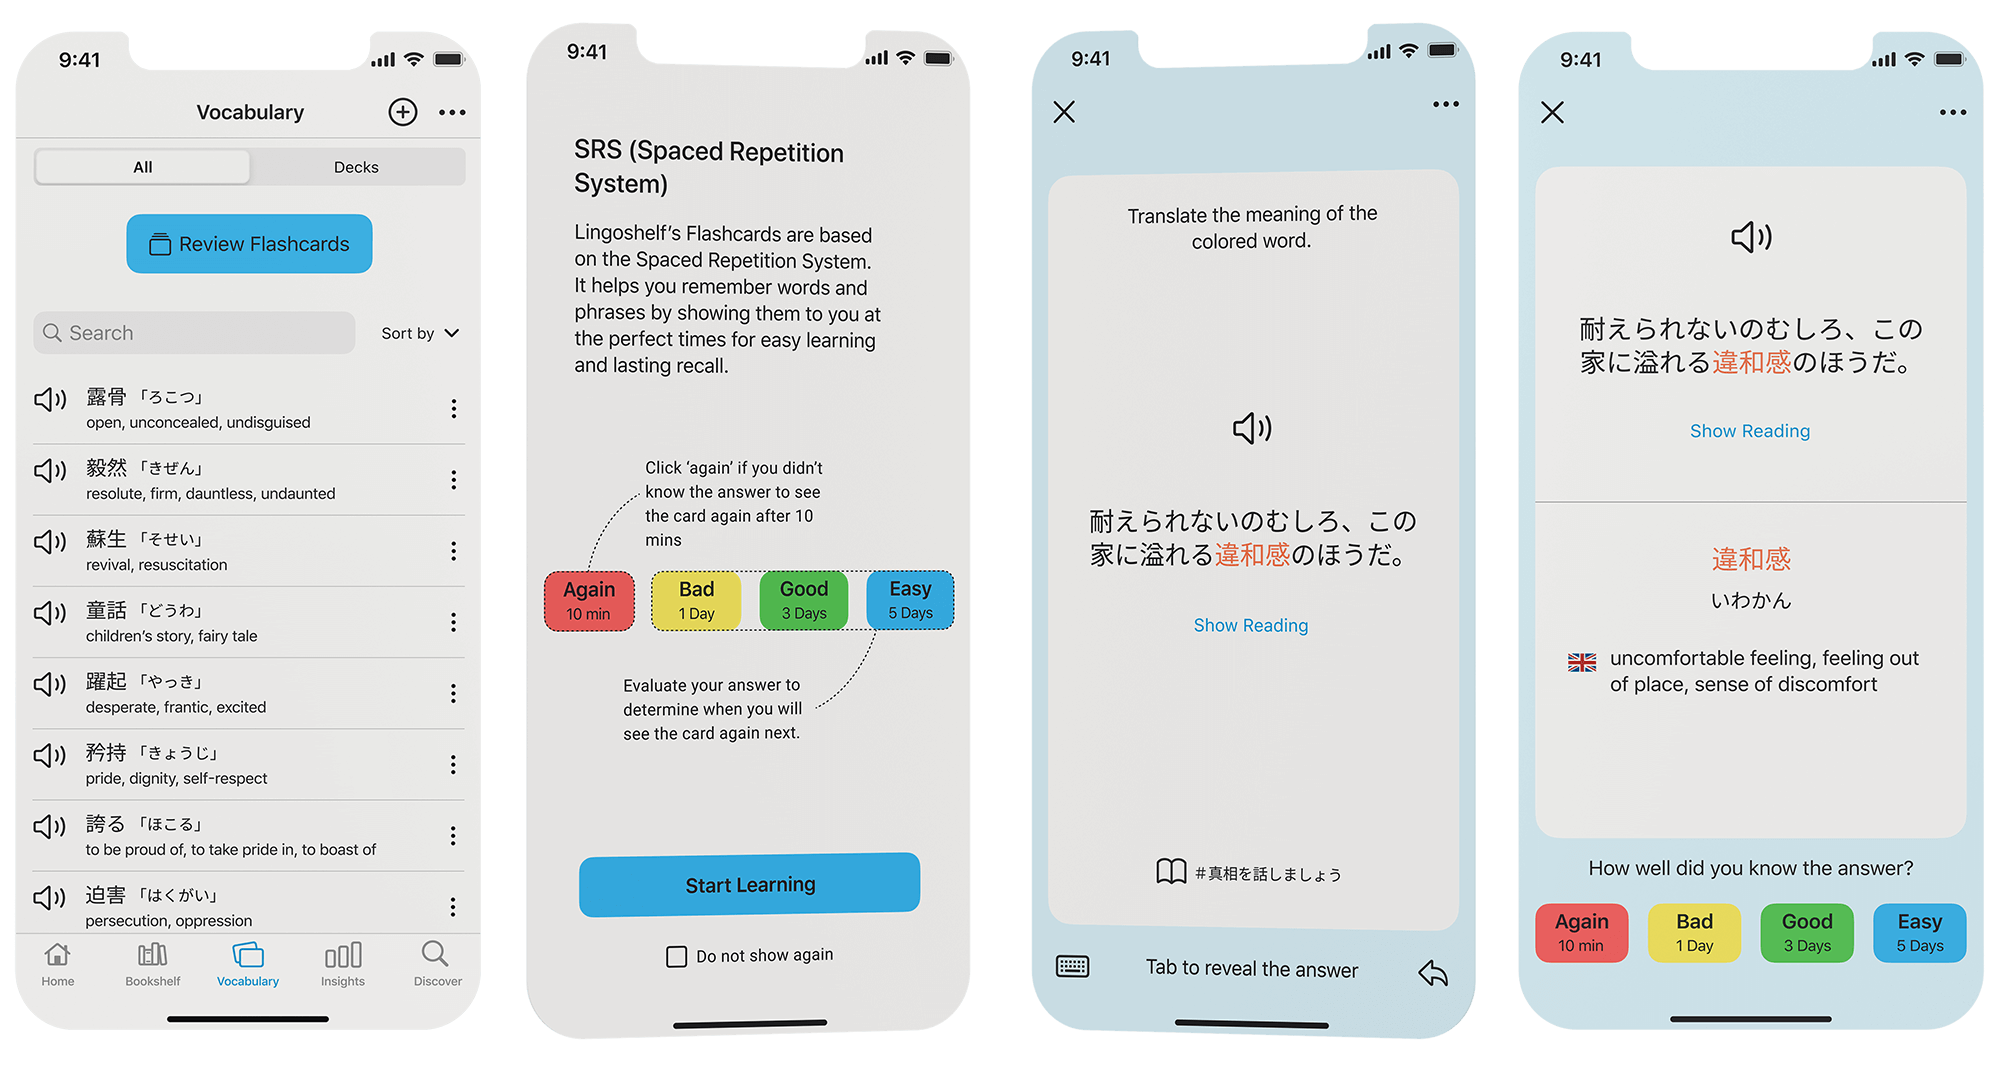 9:41
Vocabulary
All
Decks
Review Flashcards
Search
Sort by
露骨「ろこつ」
open, unconcealed, undisguised
毅然「きぜん」
resolute, firm, dauntless, undaunted
蘇生「そせい」
revival, resuscitation
童話「どうわ」
children's story, fairy tale
躍起「やっき」
desperate, frantic, excited
矜持「きょうじ」
pride, dignity, self-respect
誇る「ほこる」
to be proud of, to take pride in, to boast of
迫害「はくがい」
persecution, oppression
Home
Bookshelf
Vocabulary
Insights
Discover
9:41
SRS (Spaced Repetition
System)
Lingoshelf's Flashcards are based
on the Spaced Repetition System.
It helps you remember words and
phrases by showing them to you at
the perfect times for easy learning
and lasting recall.
Click ‘again’ if you didn't
know the answer to see
the card again after 10
mins
Again
10 min
Bad
1 Day
Good
3 Days
Easy
5 Days
Evaluate your answer to
determine when you will
see the card again next.
Start Learning
Do not show again
9:41
Translate the meaning of the
colored word.
耐えられないのむしろ、この
家に溢れる違和感のほうだ。
Show Reading
#真相を話しましょう
Tab to reveal the answer
9:41
耐えられないのむしろ、この
家に溢れる違和感のほうだ。
Show Reading
違和感
いわかん
uncomfortable feeling, feeling out
of place, sense of discomfort
How well did you know the answer?
Again
10 min
Bad
1 Day
Good
3 Days
Easy
5 Days